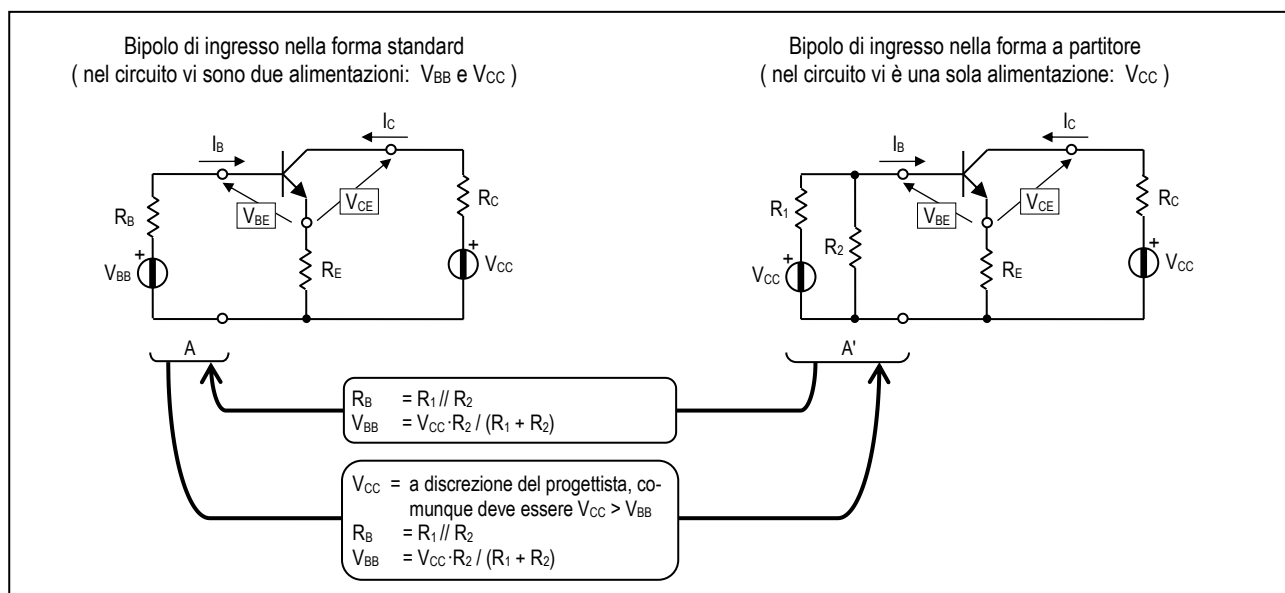 Bipolo di ingresso nella forma standard
( nel circuito vi sono due alimentazioni: VBB e VCC )
IB
IC
VBE
VCE
RB
RC
+
VBB
RE
+
VCC
A
Bipolo di ingresso nella forma a partitore
( nel circuito vi è una sola alimentazione: VCC )
IB
IC
VBE
VCE
R1
R2
RC
+
VCC
RE
+
VCC
A'
RB = R1 // R2
VBB = VCC·R2 / (R1 + R2)
VCC = a discrezione del progettista, co-
munque deve essere VCC > VBB
RB = R1 // R2
VBB = VCC·R2 / (R1 + R2)